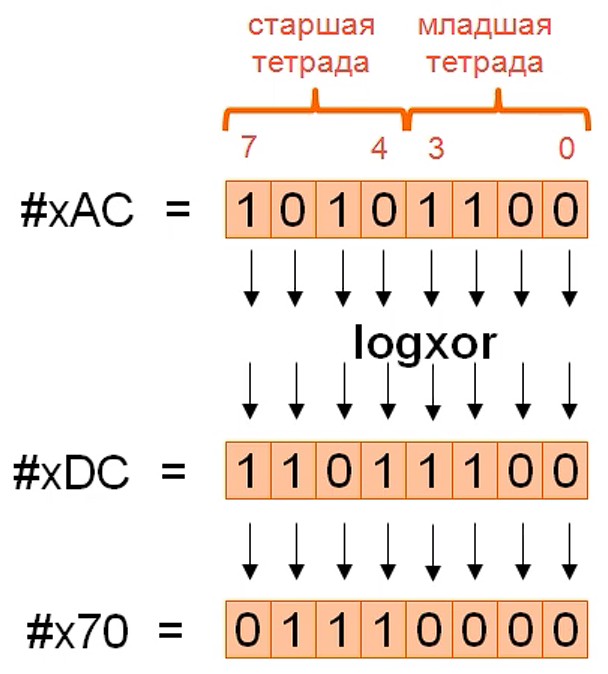 старшая младшая
тетрада тетрада
7 4 3 0
#xAC = 1 0 1 0 1 1 0 0
logxor
#xDC = 1 1 0 1 1 1 0 0
#x70 = 0 1 1 1 0 0 0 0